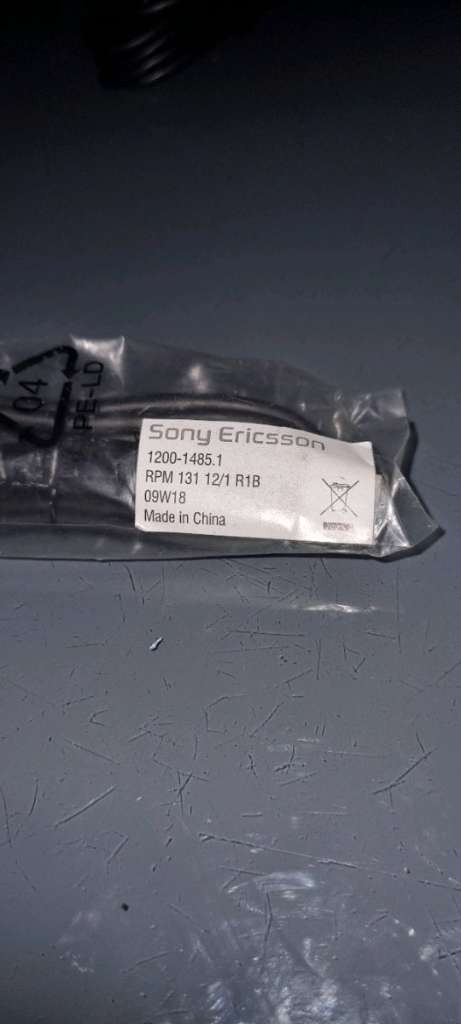 04
PE-LD
Sony Ericsson
1200-1485.1
RPM 131 12/1 R1B
09W18
Made in China